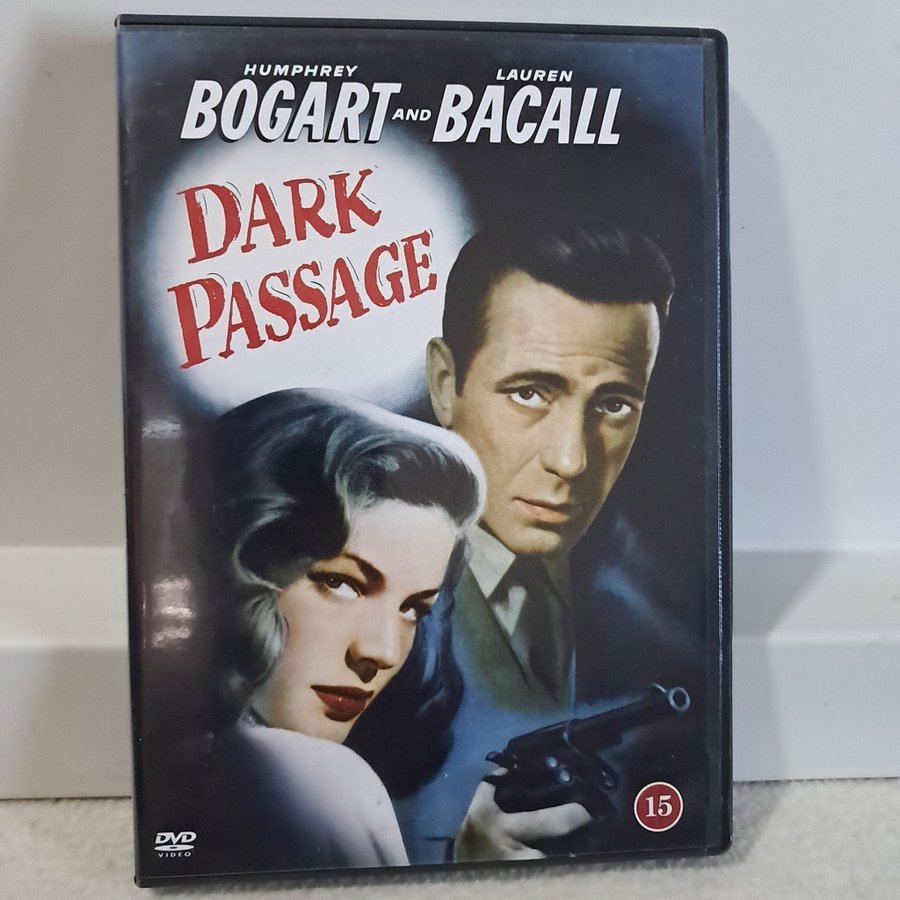 HUMPHREY LAUREN
BOGART AND BACALL
DARK
PASSAGE
15
DVD
VIDEO